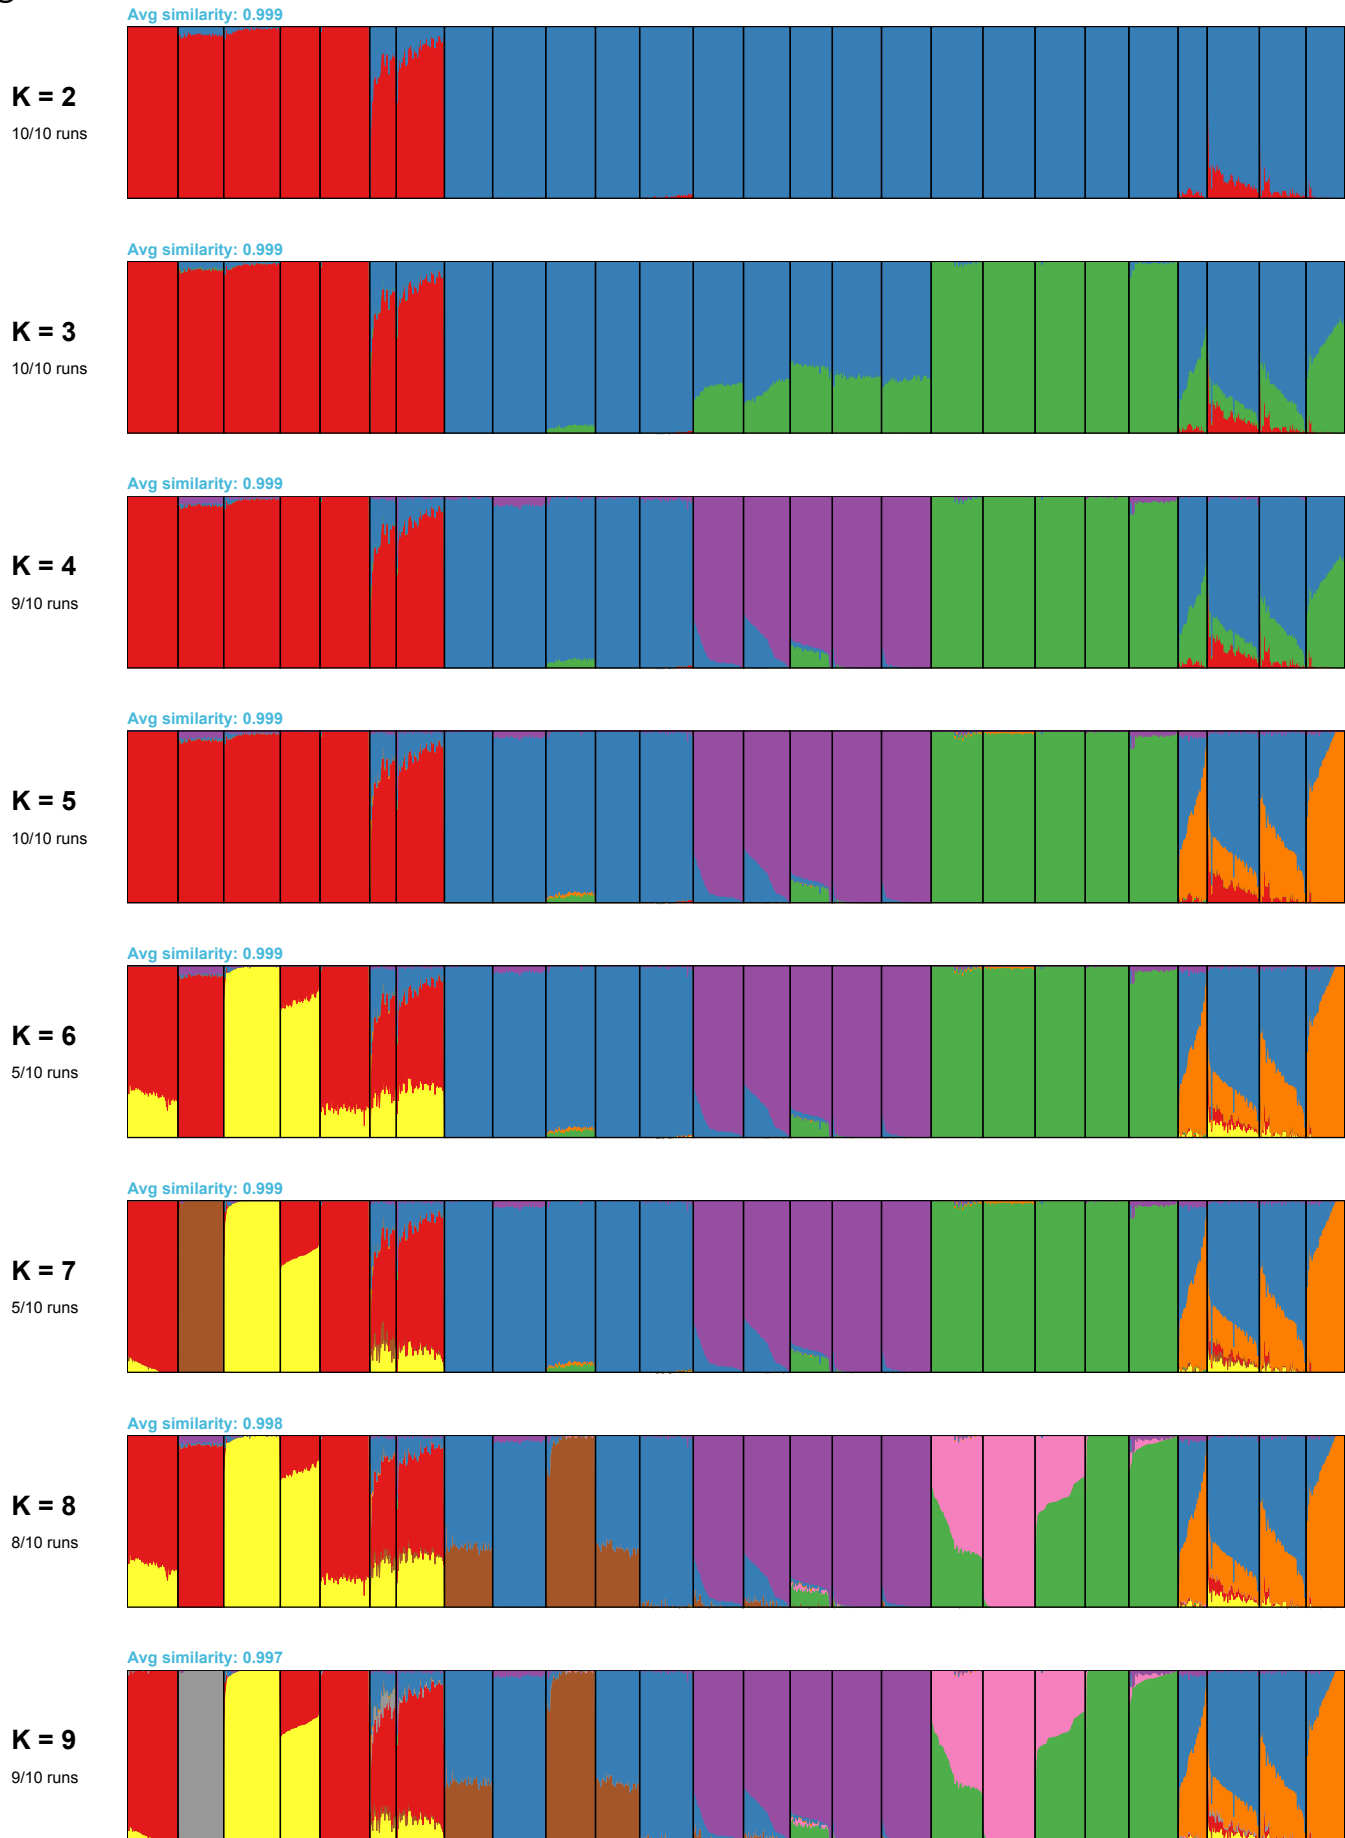 Avg similarity: 0.999
K = 2
10/10 runs
Avg similarity: 0.999
K = 3
10/10 runs
Avg similarity: 0.999
K = 4
9/10 runs
Avg similarity: 0.999
K = 5
10/10 runs
Avg similarity: 0.999
K = 6
5/10 runs
Avg similarity: 0.999
K = 7
5/10 runs
Avg similarity: 0.998
K = 8
8/10 runs
Avg similarity: 0.997
K = 9
9/10 runs